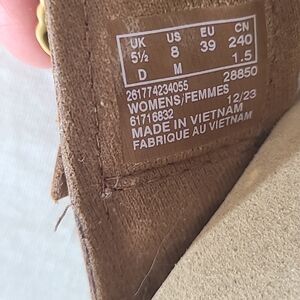 UK US EU CN
5½ 8 39 240
D M 1.5
261774234055 28850
WOMENS/FEMMES
61716832 12/23
MADE IN VIETNAM
FABRIQUE AU VIETNAM